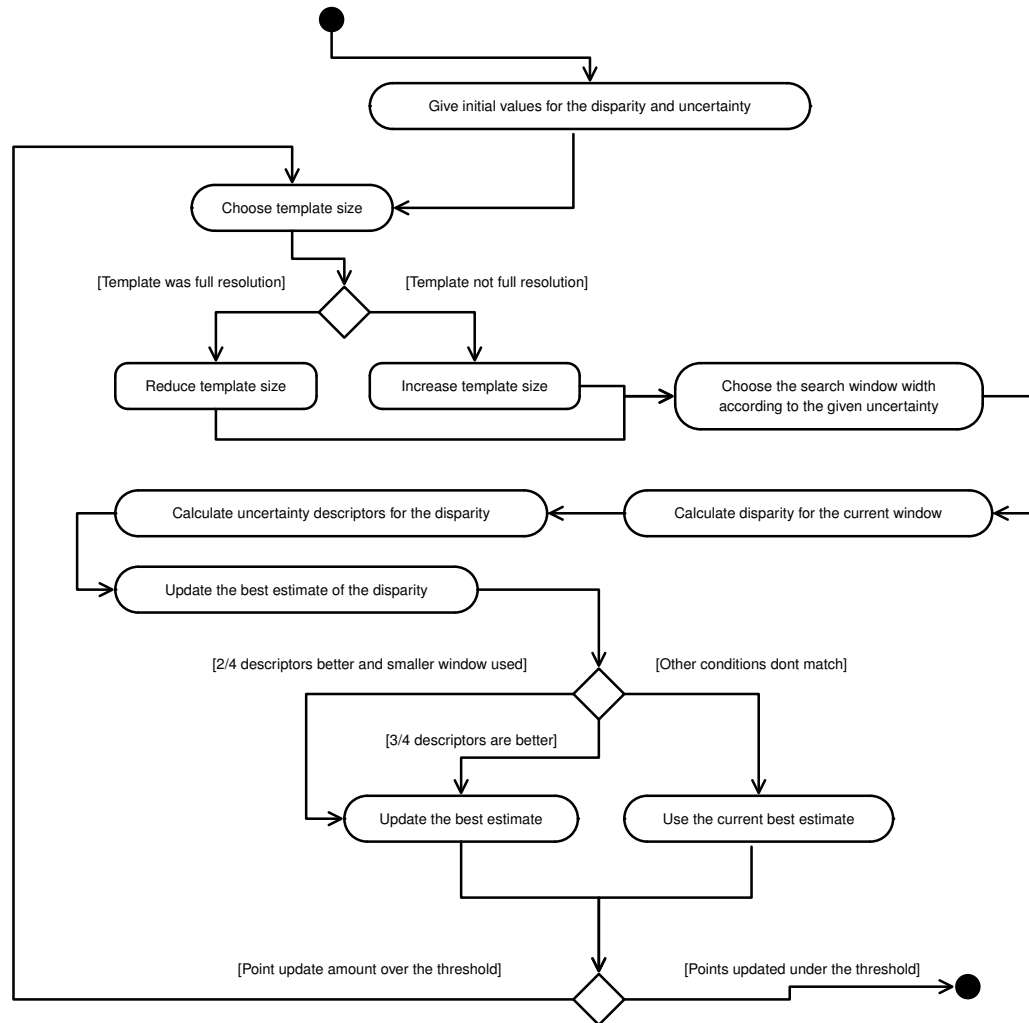 Give initial values for the disparity and uncertainty
Choose template size
[Template was full resolution]
[Template not full resolution]
Reduce template size
Increase template size
Choose the search window width
according to the given uncertainty
Calculate uncertainty descriptors for the disparity
Calculate disparity for the current window
Update the best estimate of the disparity
[2/4 descriptors better and smaller window used]
[Other conditions dont match]
[3/4 descriptors are better]
Update the best estimate
Use the current best estimate
[Point update amount over the threshold]
[Points updated under the threshold]